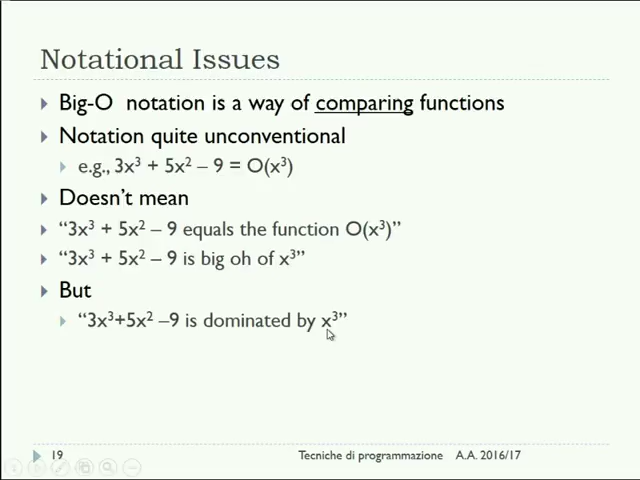 Notational Issues
Big-O notation is a way of comparing functions
Notation quite unconventional
e.g., 3x³ + 5x² – 9 = O(x³)
Doesn't mean
“3x³ + 5x² – 9 equals the function O(x³)”
“3x³ + 5x² – 9 is big oh of x³”
But
“3x³+5x² –9 is dominated by x³”
19 Tecniche di programmazione A.A. 2016/17